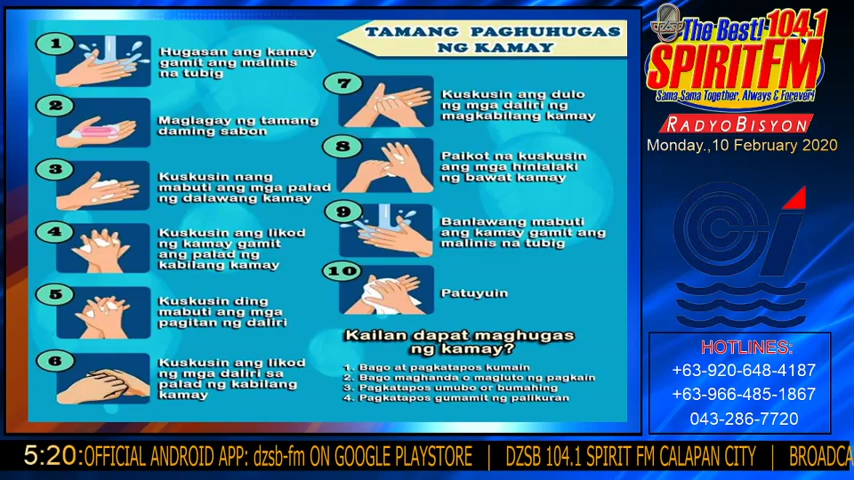 TAMANG PAGHUHUGAS
NG KAMAY
1
Hugasan ang kamay
gamit ang malinis
na tubig
2
Maglagay ng tamang
daming sabon
3
Kuskusin nang
mabuti ang mga palad
ng dalawang kamay
4
Kuskusin ang likod
ng kamay gamit
ang palad ng
kabilang kamay
5
Kuskusin ding
mabuti ang mga
pagitan ng daliri
6
Kuskusin ang likod
ng mga daliri sa
palad ng kabilang
kamay
7
Kuskusin ang dulo
ng mga daliri ng
magkabilang kamay
8
Paikot na kuskusin
ang mga hinlalaki
ng bawat kamay
9
Banlawang mabuti
ang kamay gamit ang
malinis na tubig
10
Patuyuin
Kailan dapat maghugas
ng kamay?
1. Bago at pagkatapos kumain
2. Bago maghanda o magluto ng pagkain
3. Pagkatapos umubo or bumahing
4. Pagkatapos gumamit ng palikuran
The Best! 104.1
SPIRIT FM
Sama Sama Together, Always & Forever!
RADYOBISYON
Monday.,10 February 2020
HOTLINES:
+63-920-648-4187
+63-966-485-1867
043-286-7720
5:20:OFFICIAL ANDROID APP: dzsb-fm ON GOOGLE PLAYSTORE | DZSB 104.1 SPIRIT FM CALAPAN CITY | BROADCA